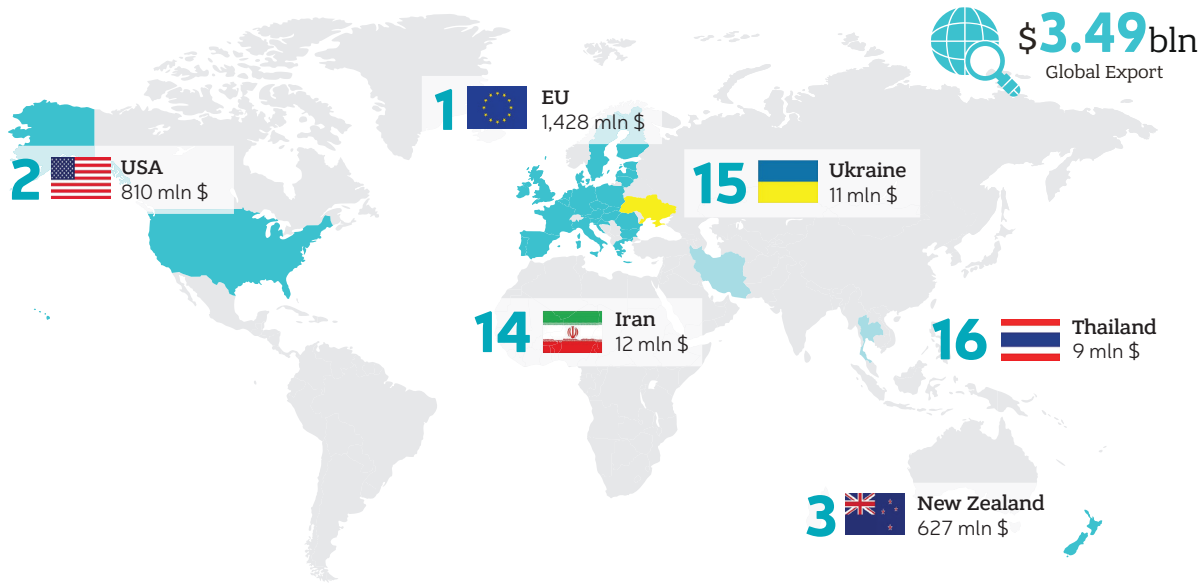 $3.49bln
Global Export
1
EU
1,428 mln $
2
USA
810 mln $
15
Ukraine
11 mln $
14
Iran
12 mln $
16
Thailand
9 mln $
3
New Zealand
627 mln $